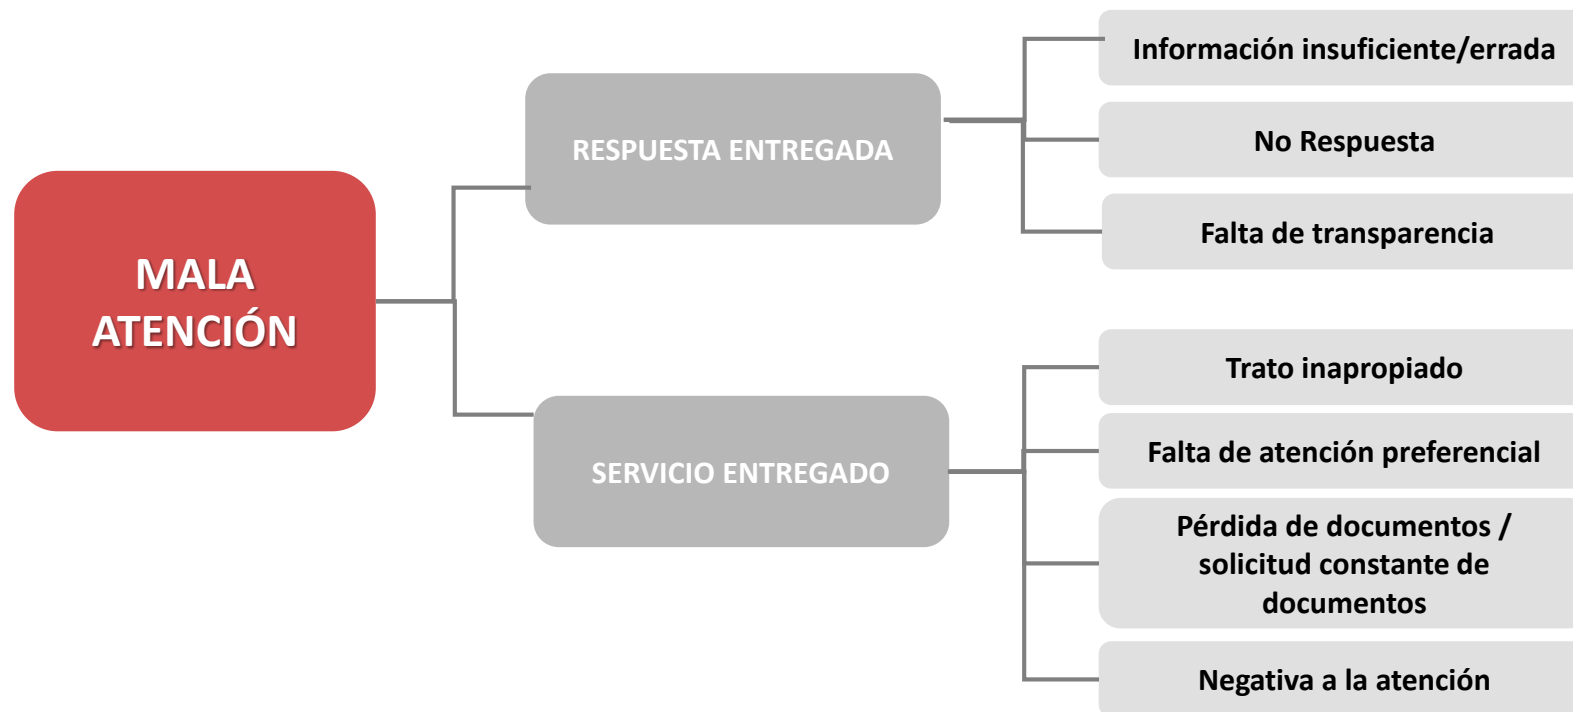 MALA
ATENCIÓN
RESPUESTA ENTREGADA
Información insuficiente/errada
No Respuesta
Falta de transparencia
SERVICIO ENTREGADO
Trato inapropiado
Falta de atención preferencial
Pérdida de documentos /
solicitud constante de
documentos
Negativa a la atención